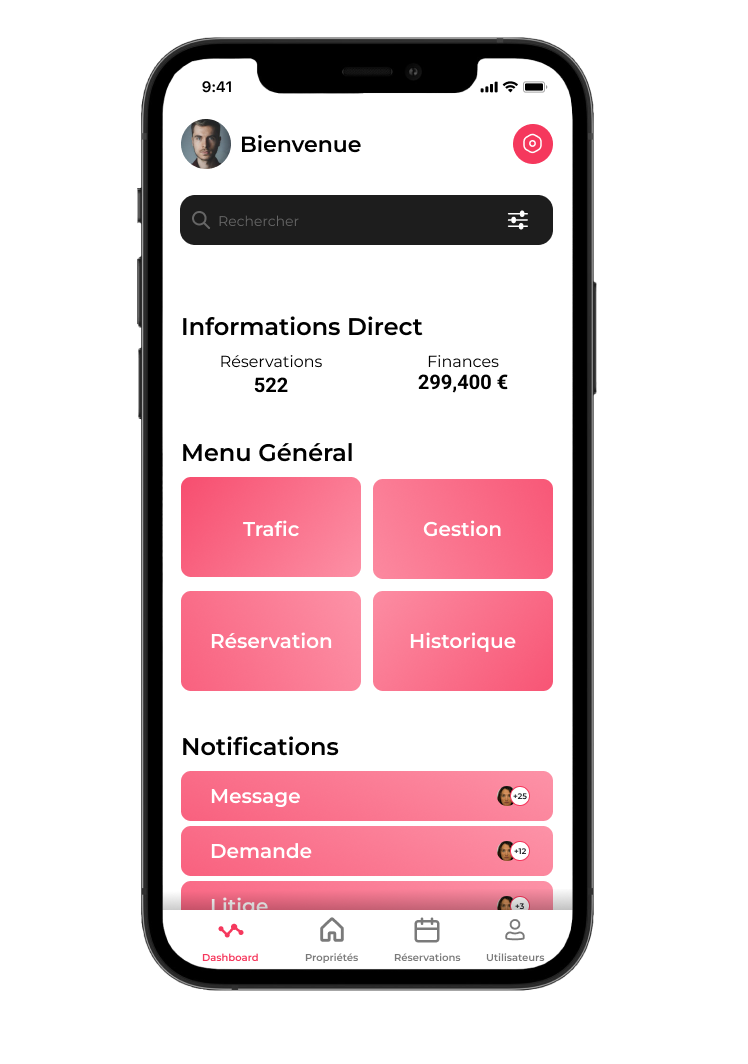 9:41
Bienvenue
Rechercher
Informations Direct
Réservations
Finances
522
299,400 €
Menu Général
Trafic
Gestion
Réservation
Historique
Notifications
Message
+25
Demande
+12
Litige
+3
Dashboard
Propriétés
Réservations
Utilisateurs